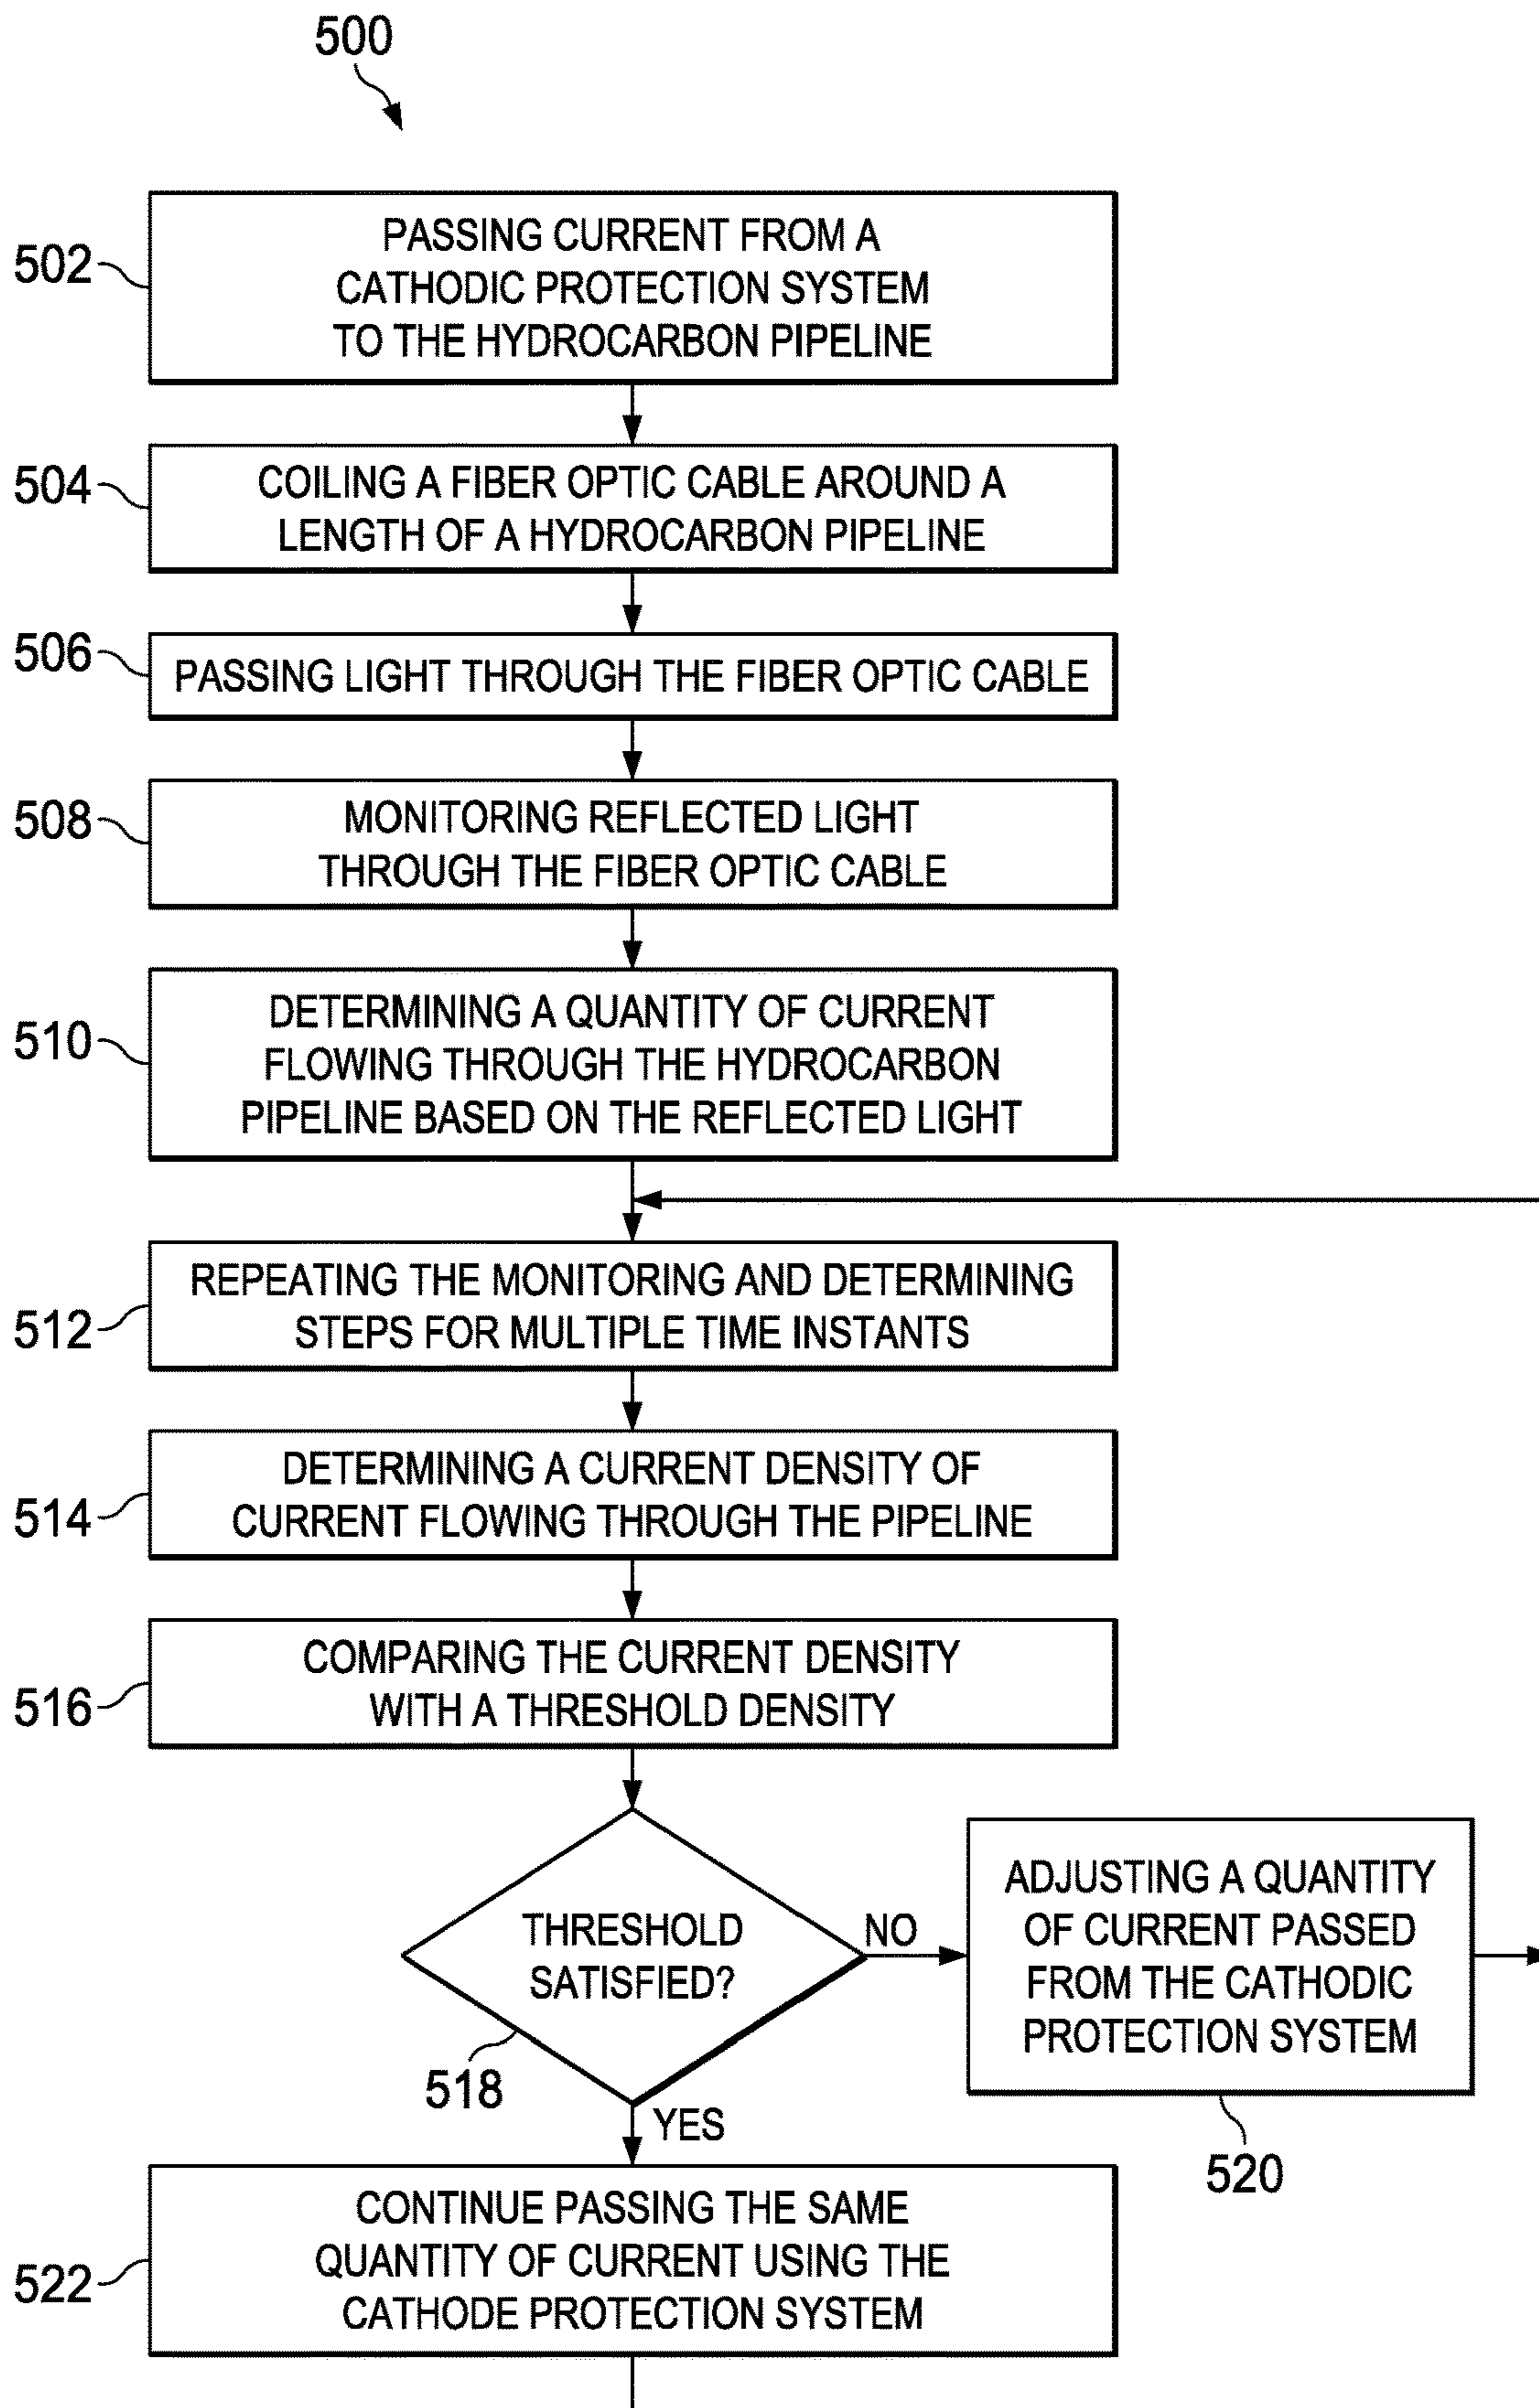 500
502
PASSING CURRENT FROM A
CATHODIC PROTECTION SYSTEM
TO THE HYDROCARBON PIPELINE
504
COILING A FIBER OPTIC CABLE AROUND A
LENGTH OF A HYDROCARBON PIPELINE
506
PASSING LIGHT THROUGH THE FIBER OPTIC CABLE
508
MONITORING REFLECTED LIGHT
THROUGH THE FIBER OPTIC CABLE
510
DETERMINING A QUANTITY OF CURRENT
FLOWING THROUGH THE HYDROCARBON
PIPELINE BASED ON THE REFLECTED LIGHT
512
REPEATING THE MONITORING AND DETERMINING
STEPS FOR MULTIPLE TIME INSTANTS
514
DETERMINING A CURRENT DENSITY OF
CURRENT FLOWING THROUGH THE PIPELINE
516
COMPARING THE CURRENT DENSITY
WITH A THRESHOLD DENSITY
THRESHOLD
SATISFIED?
518
NO
ADJUSTING A QUANTITY
OF CURRENT PASSED
FROM THE CATHODIC
PROTECTION SYSTEM
520
YES
522
CONTINUE PASSING THE SAME
QUANTITY OF CURRENT USING THE
CATHODE PROTECTION SYSTEM